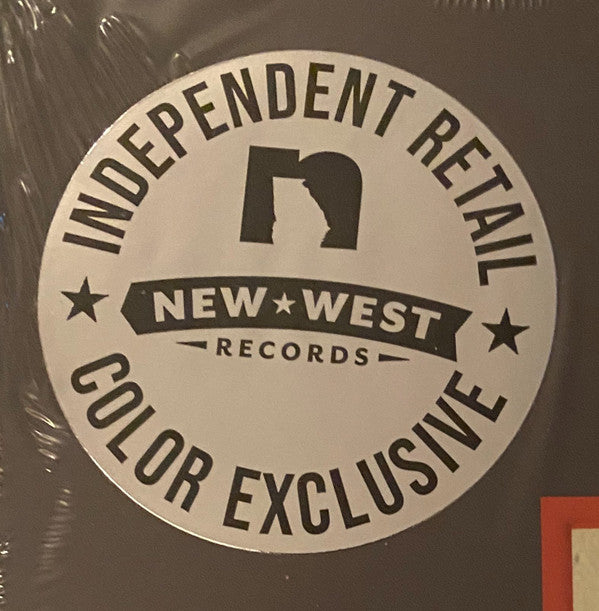 INDEPENDENT RETAIL
n
NEW★WEST
RECORDS
COLOR EXCLUSIVE